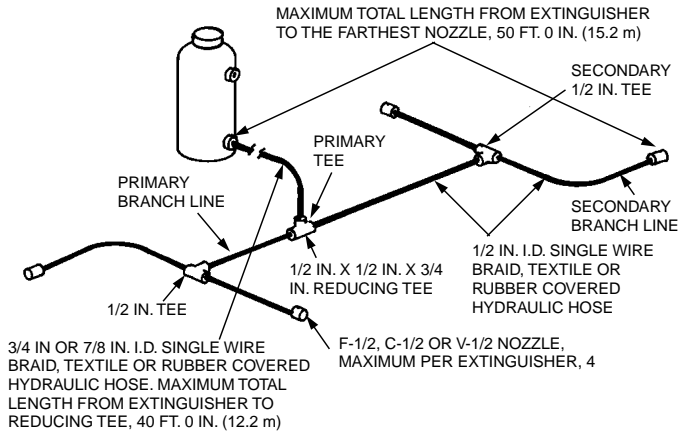 MAXIMUM TOTAL LENGTH FROM EXTINGUISHER
TO THE FARTHEST NOZZLE, 50 FT. 0 IN. (15.2 m)
SECONDARY
1/2 IN. TEE
PRIMARY
TEE
PRIMARY
BRANCH LINE
SECONDARY
BRANCH LINE
1/2 IN. I.D. SINGLE WIRE
BRAID, TEXTILE OR
RUBBER COVERED
HYDRAULIC HOSE
1/2 IN. X 1/2 IN. X 3/4
IN. REDUCING TEE
1/2 IN. TEE
F-1/2, C-1/2 OR V-1/2 NOZZLE,
MAXIMUM PER EXTINGUISHER, 4
3/4 IN OR 7/8 IN. I.D. SINGLE WIRE
BRAID, TEXTILE OR RUBBER COVERED
HYDRAULIC HOSE. MAXIMUM TOTAL
LENGTH FROM EXTINGUISHER TO
REDUCING TEE, 40 FT. 0 IN. (12.2 m)